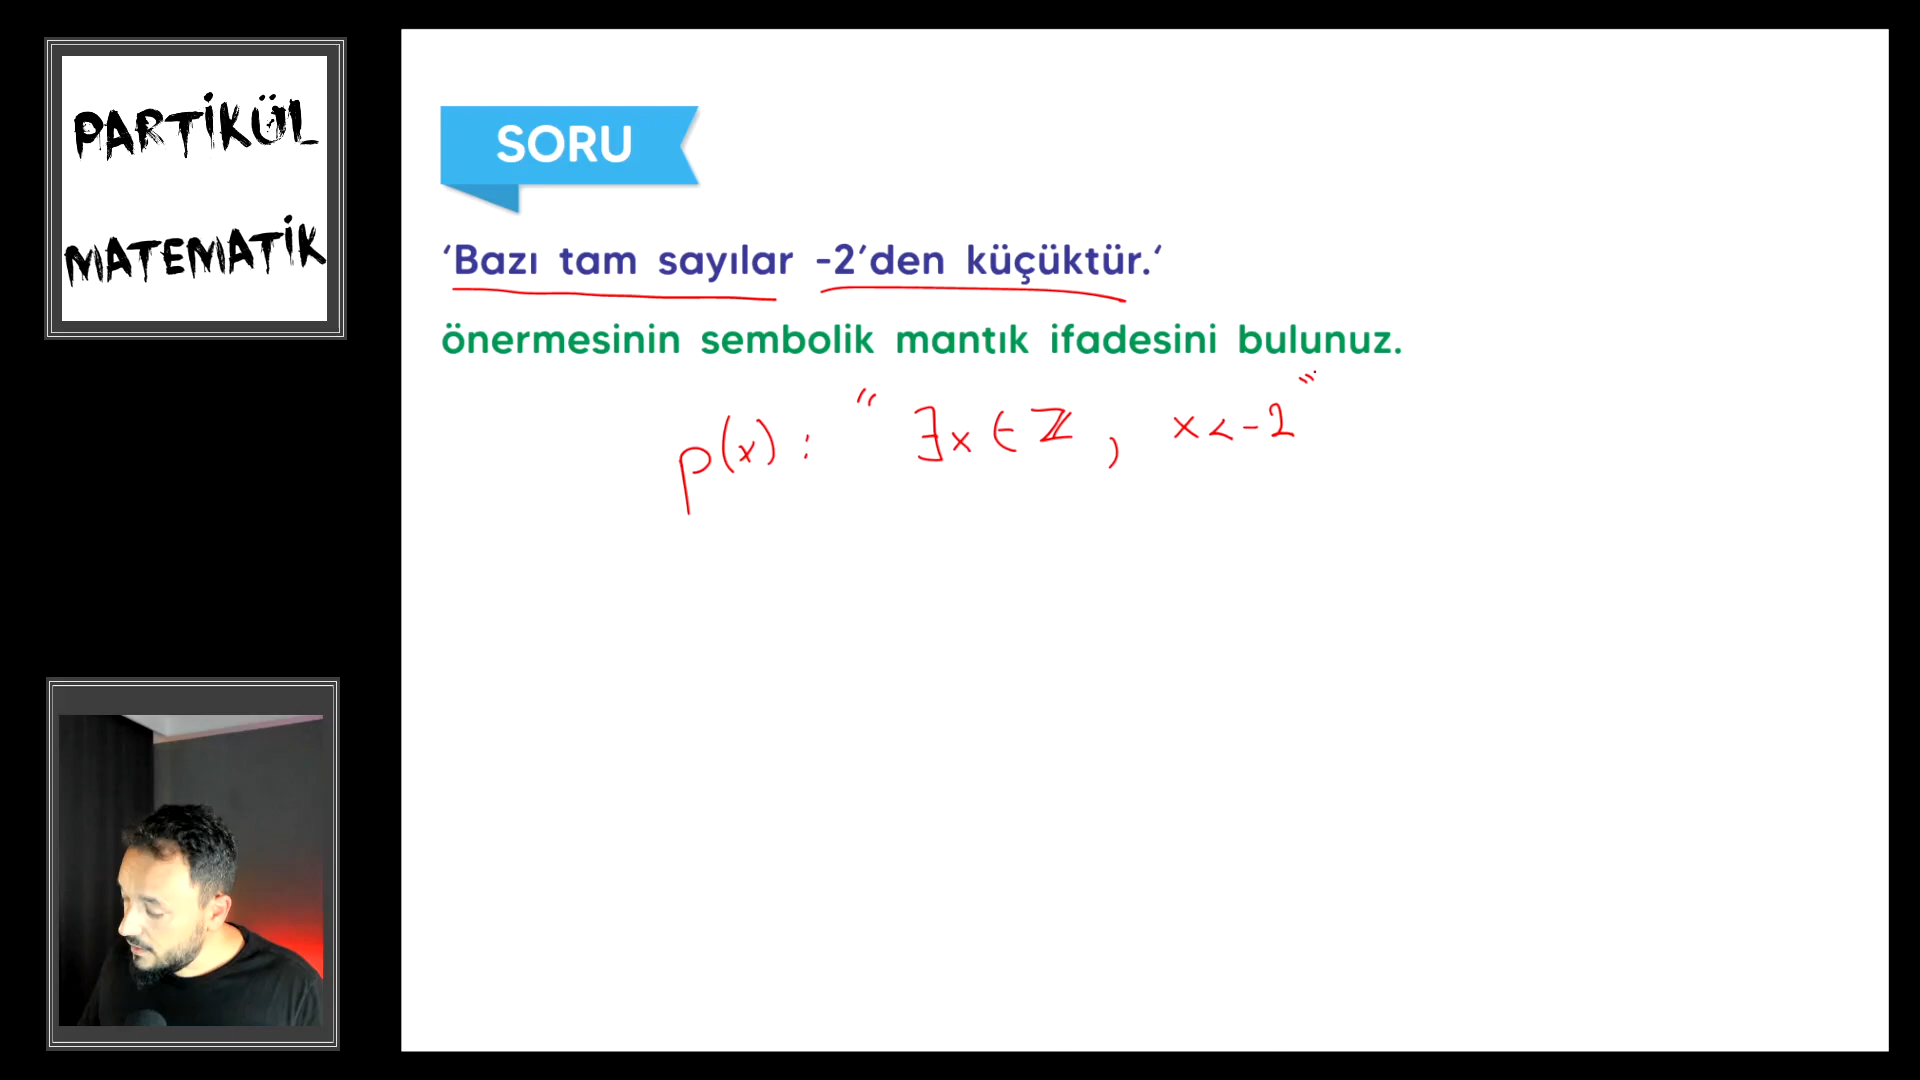 PARTİKÜL
MATEMATİK
SORU
‘Bazı tam sayılar -2’den küçüktür.‘
önermesinin sembolik mantık ifadesini bulunuz.
p(x) : " ∃x ∈ ℤ , x < -2 "